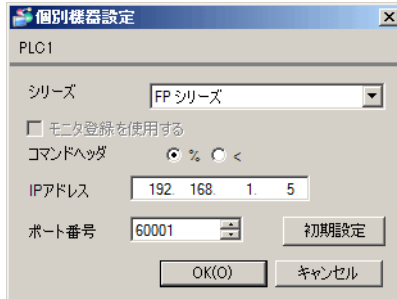 個別機器設定
PLC1
シリーズ FPシリーズ
モニタ登録を使用する
コマンドヘッダ % <
IPアドレス 192. 168. 1. 5
ポート番号 60001 初期設定
OK(O) キャンセル